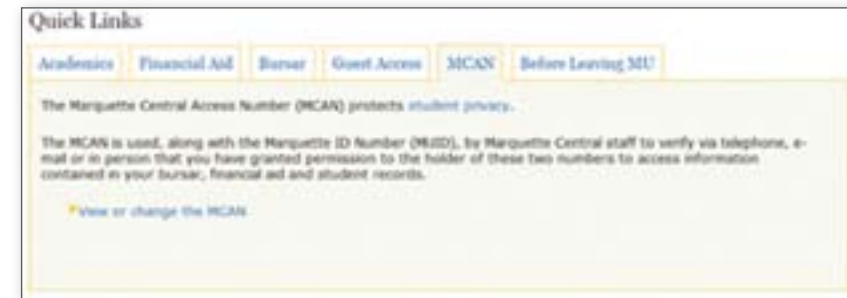 Quick Links
Academics Financial Aid Bursar Guest Access MCAN Before Leaving MU
The Marquette Central Access Number (MCAN) protects student privacy.
The MCAN is used, along with the Marquette ID Number (MUID), by Marquette Central staff to verify via telephone, e-
mail or in person that you have granted permission to the holder of these two numbers to access information
contained in your bursar, financial aid and student records.
View or change the MCAN